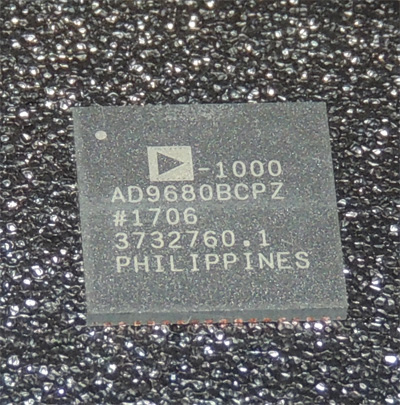 -1000
AD9680BCPZ
#1706
3732760.1
PHILIPPINES